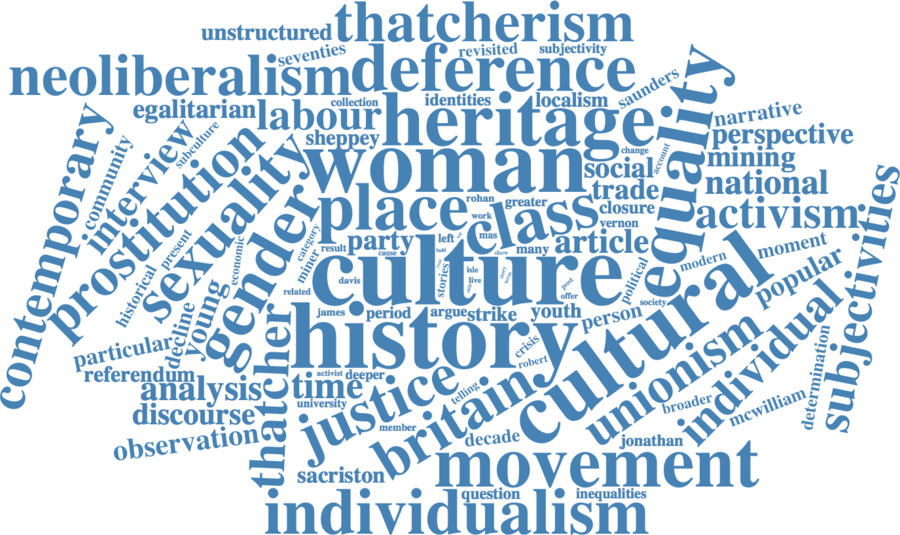 thatcherism
unstructured
seventies
revisited
subjectivity
neoliberalism
deference
saunders
egalitarian
collection
identities
localism
labour
heritage
equality
narrative
perspective
contemporary
community
subculture
interview
sheppey
change
account
woman
social
mining
prostitution
sexuality
gender
place
rohan
greater
class
trade
national
closure
vernon
activism
work
mas
many
article
party
left
cause
category
result
miner
historical
present
economic
davis
culture
hold
show
stories
isle
live
post
offer
political
modern
moment
popular
subjectivities
related
james
period
argue
strike
youth
person
society
young
decline
particular
thatcher
history
crisis
robert
cultural
referendum
analysis
time
activist
deeper
telling
justice
britain
unionism
individual
broader
mcwilliam
determination
discourse
university
member
observation
sacriston
decade
jonathan
movement
question
inequalities
individualism